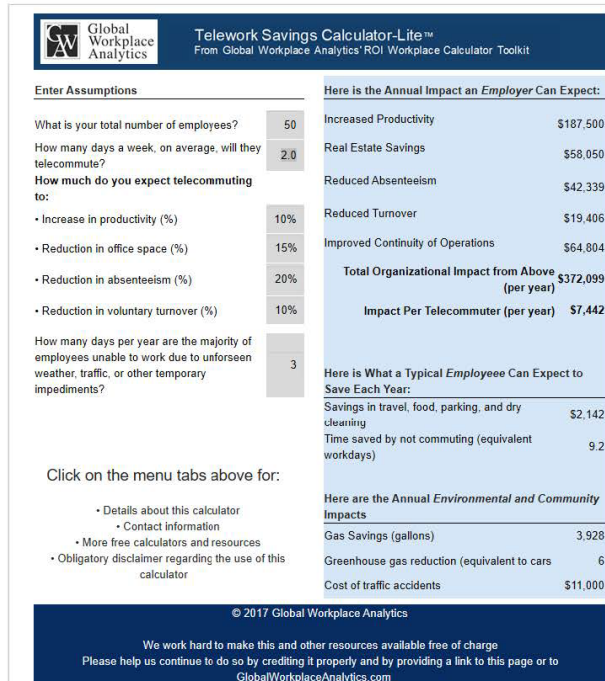 GWA
Global
Workplace
Analytics
Telework Savings Calculator-Lite™
From Global Workplace Analytics' ROI Workplace Calculator Toolkit
Enter Assumptions
What is your total number of employees? 50
How many days a week, on average, will they
telecommute? 2.0
How much do you expect telecommuting
to:
• Increase in productivity (%) 10%
• Reduction in office space (%) 15%
• Reduction in absenteeism (%) 20%
• Reduction in voluntary turnover (%) 10%
How many days per year are the majority of
employees unable to work due to unforseen
weather, traffic, or other temporary
impediments? 3
Click on the menu tabs above for:
• Details about this calculator
• Contact information
• More free calculators and resources
• Obligatory disclaimer regarding the use of this
calculator
Here is the Annual Impact an Employer Can Expect:
Increased Productivity $187,500
Real Estate Savings $58,050
Reduced Absenteeism $42,339
Reduced Turnover $19,406
Improved Continuity of Operations $64,804
Total Organizational Impact from Above
(per year) $372,099
Impact Per Telecommuter (per year) $7,442
Here is What a Typical Employeee Can Expect to
Save Each Year:
Savings in travel, food, parking, and dry
cleaning $2,142
Time saved by not commuting (equivalent
workdays) 9.2
Here are the Annual Environmental and Community
Impacts
Gas Savings (gallons) 3,928
Greenhouse gas reduction (equivalent to cars 6
Cost of traffic accidents $11,000
© 2017 Global Workplace Analytics
We work hard to make this and other resources available free of charge
Please help us continue to do so by crediting it properly and by providing a link to this page or to
GlobalWorkplaceAnalytics.com